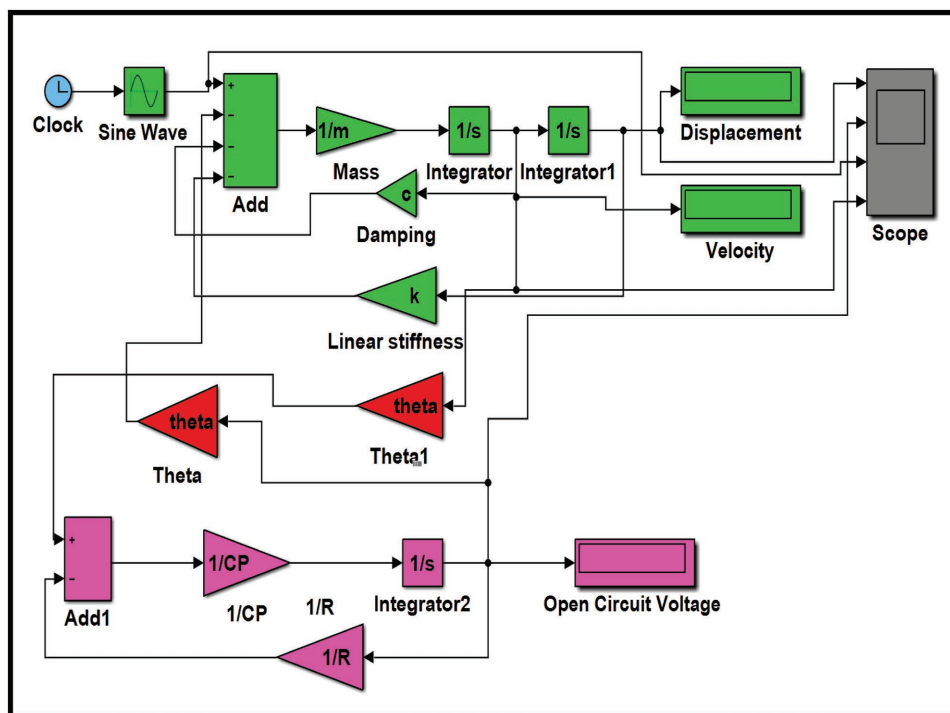 Clock
Sine Wave
+
−
−
−
Add
1/m
Mass
1/s
Integrator
1/s
Integrator1
Displacement
Velocity
Scope
c
Damping
k
Linear stiffness
theta
Theta
theta
Theta1
+
−
Add1
1/CP
1/CP
1/R
1/s
Integrator2
Open Circuit Voltage
1/R